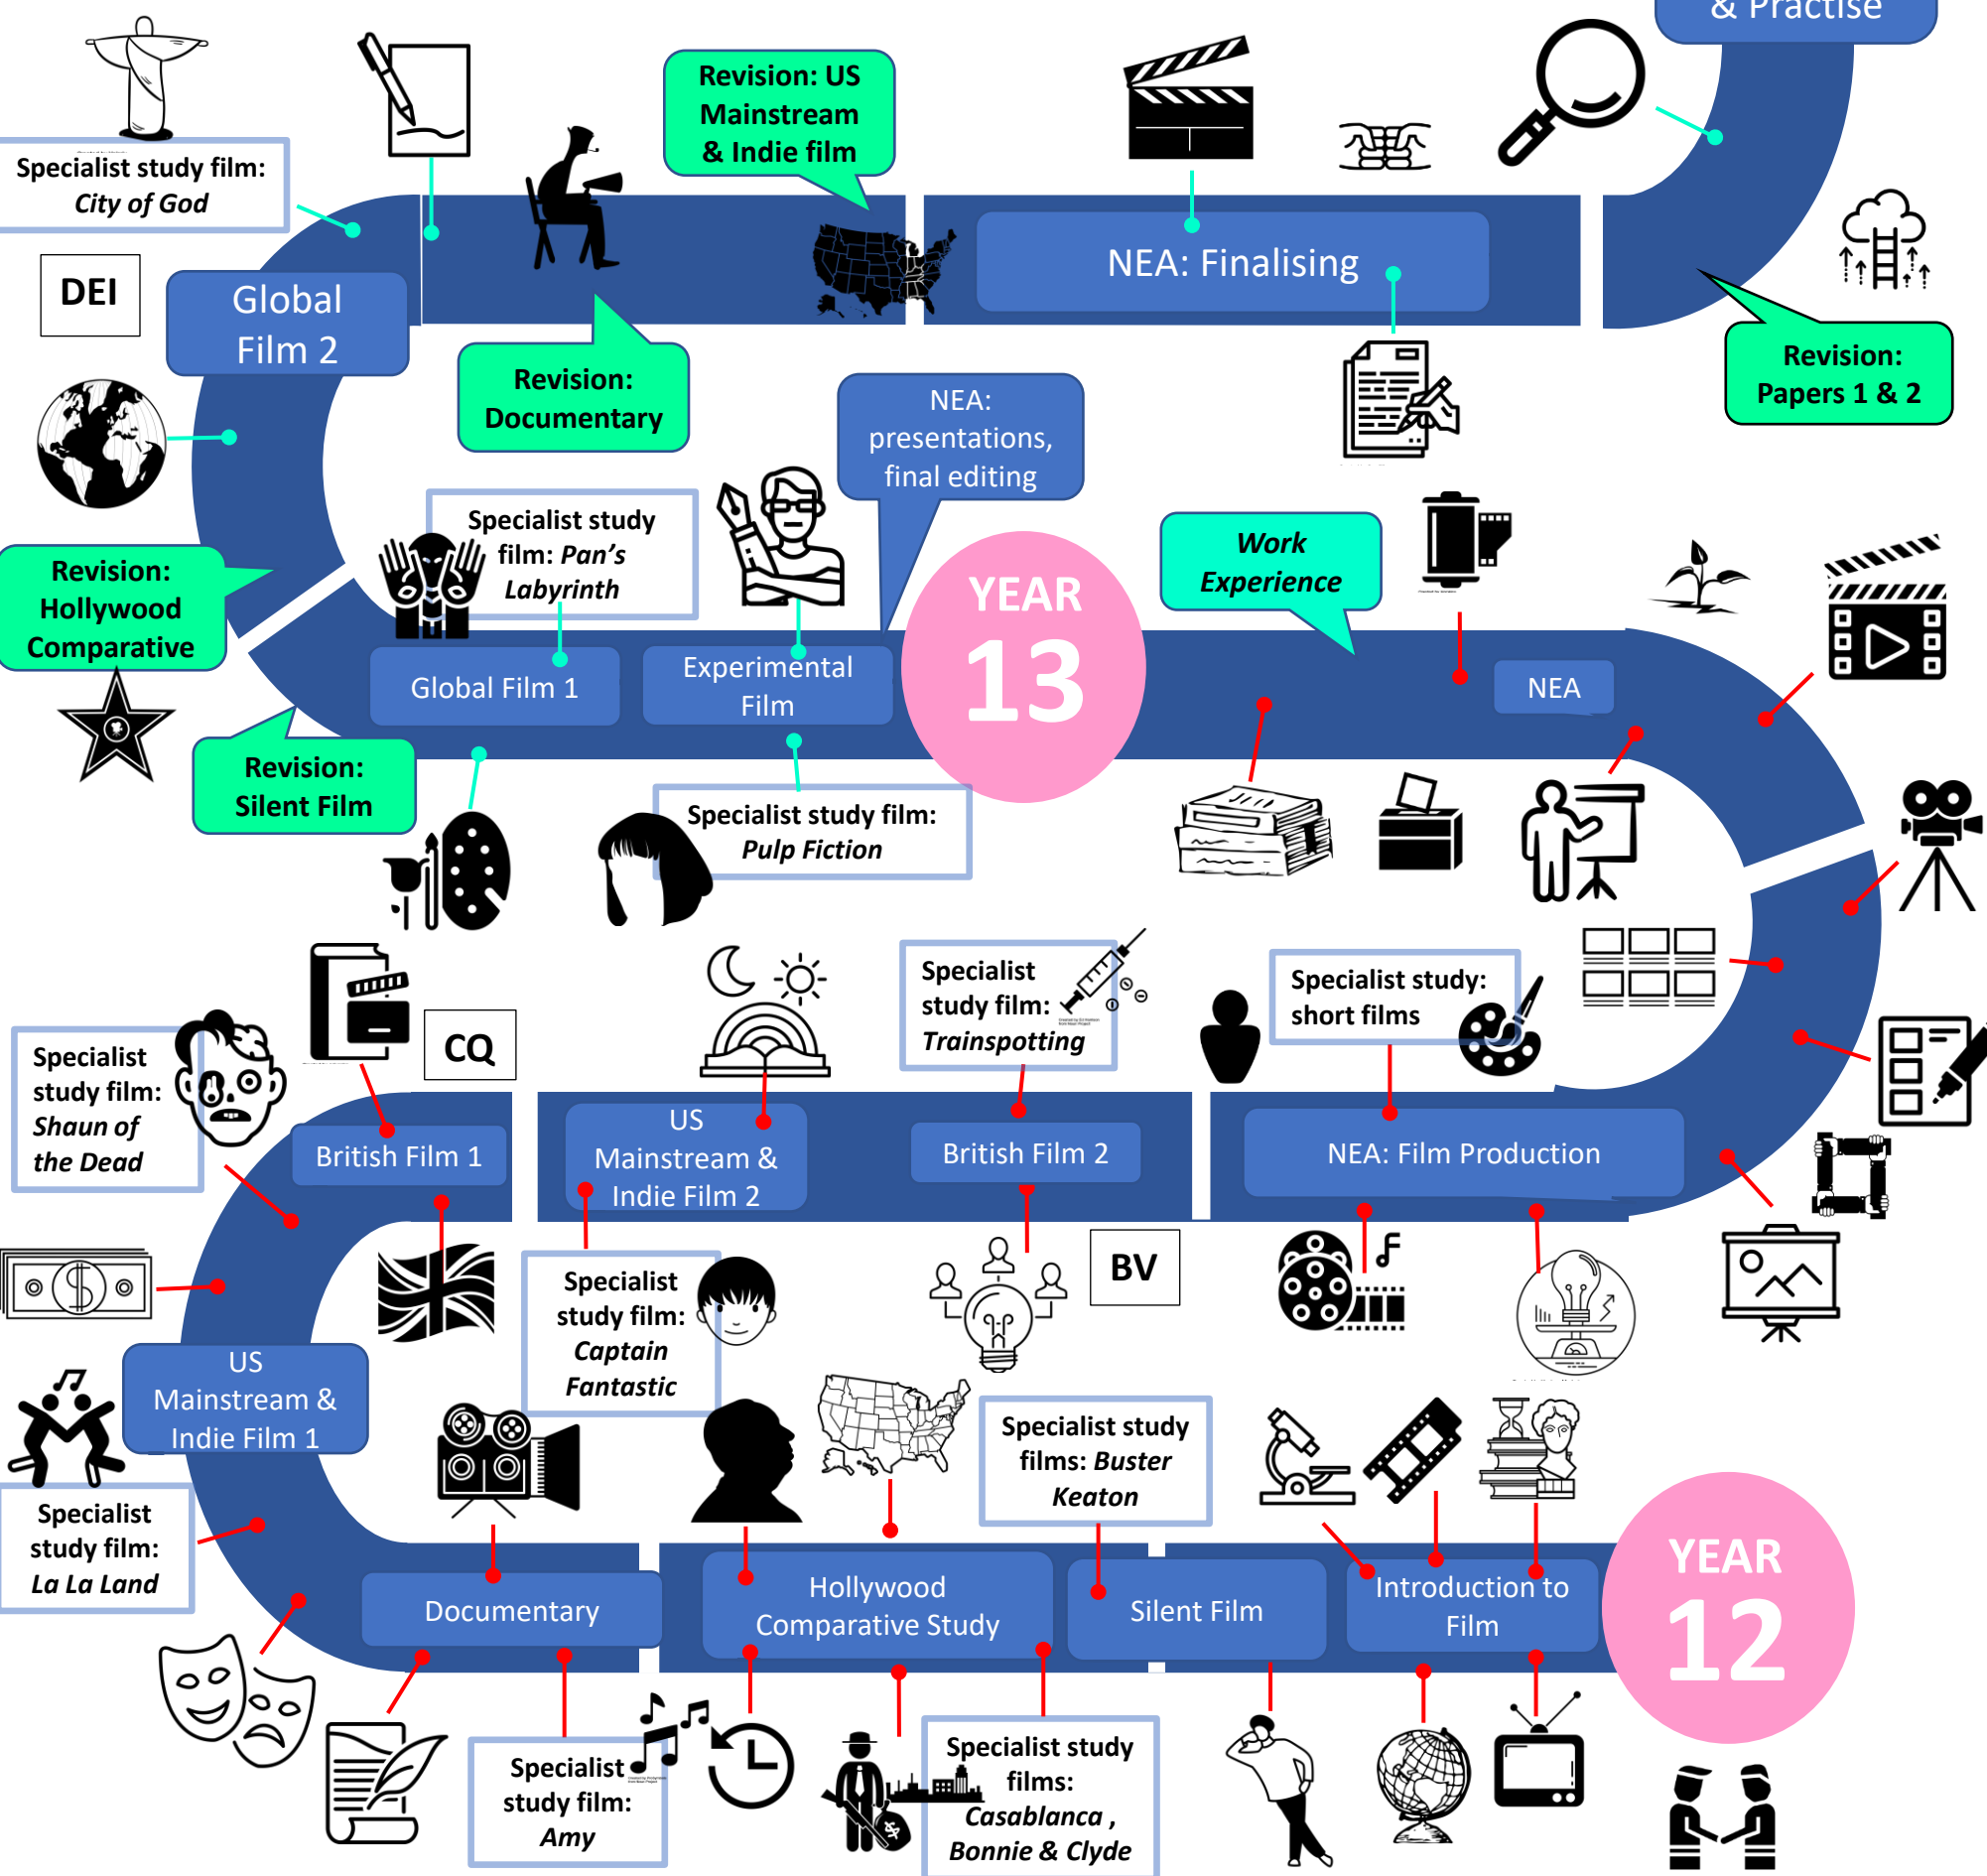 & Practise
Revision: US
Mainstream
& Indie film
Specialist study film:
City of God
DEI
Global
Film 2
NEA: Finalising
Revision:
Documentary
Revision:
Papers 1 & 2
NEA:
presentations,
final editing
Specialist study
film: Pan's
Labyrinth
Work
Experience
Revision:
Hollywood
Comparative
YEAR
13
Global Film 1
Experimental
Film
NEA
Revision:
Silent Film
Specialist study film:
Pulp Fiction
Specialist
study film:
Trainspotting
Specialist study:
short films
CQ
Specialist
study film:
Shaun of
the Dead
British Film 1
US
Mainstream &
Indie Film 2
British Film 2
NEA: Film Production
BV
Specialist
study film:
Captain
Fantastic
US
Mainstream &
Indie Film 1
Specialist study
films: Buster
Keaton
Specialist
study film:
La La Land
YEAR
12
Documentary
Hollywood
Comparative Study
Silent Film
Introduction to
Film
Specialist
study film:
Amy
Specialist study
films:
Casablanca ,
Bonnie & Clyde